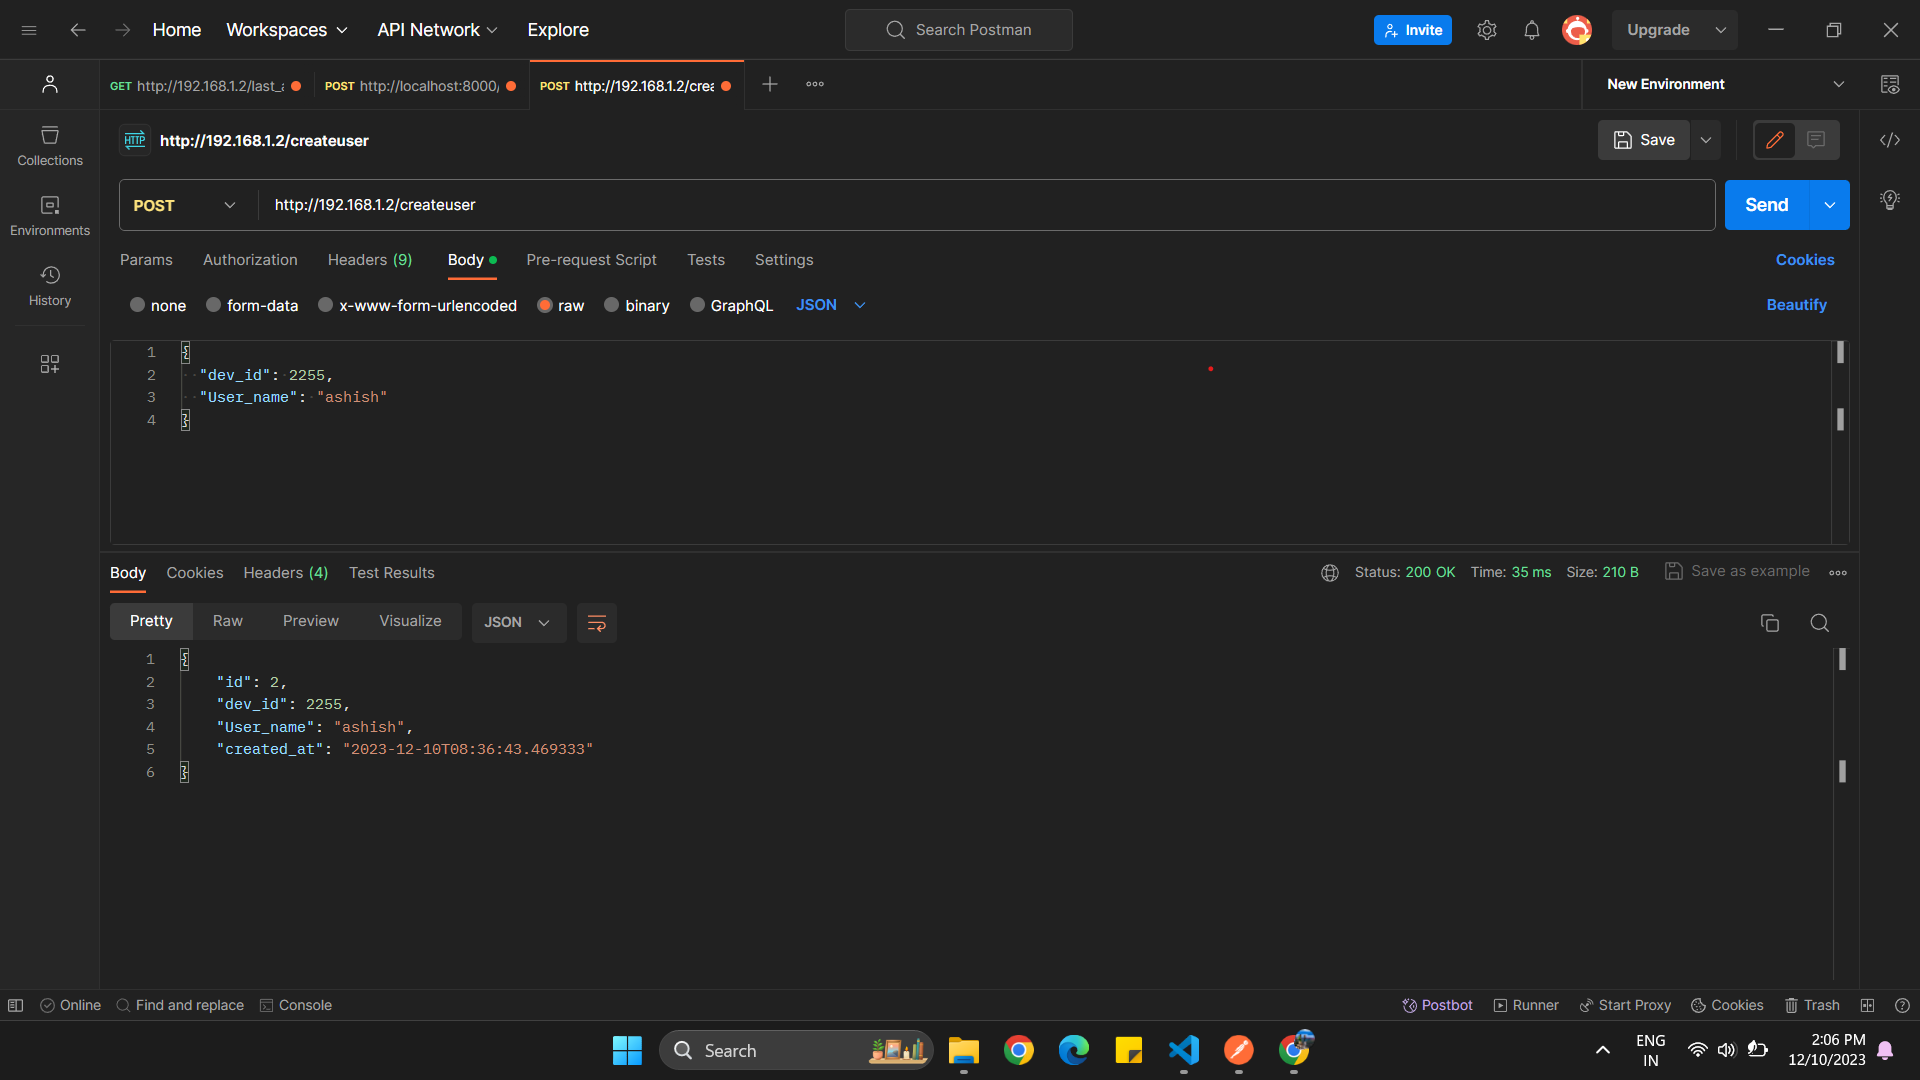 Home Workspaces API Network Explore Search Postman Invite Upgrade
GET http://192.168.1.2/last_ POST http://localhost:8000/ POST http://192.168.1.2/crea New Environment
HTTP http://192.168.1.2/createuser Save
POST http://192.168.1.2/createuser Send
Params Authorization Headers (9) Body Pre-request Script Tests Settings Cookies
none form-data x-www-form-urlencoded raw binary GraphQL JSON Beautify
Collections
Environments
History
1 {
2 "dev_id": 2255,
3 "User_name": "ashish"
4 }
Body Cookies Headers (4) Test Results Status: 200 OK Time: 35 ms Size: 210 B Save as example
Pretty Raw Preview Visualize JSON
1 {
2 "id": 2,
3 "dev_id": 2255,
4 "User_name": "ashish",
5 "created_at": "2023-12-10T08:36:43.469333"
6 }
Online Find and replace Console Postbot Runner Start Proxy Cookies Trash
Search ENG 2:06 PM
IN 12/10/2023